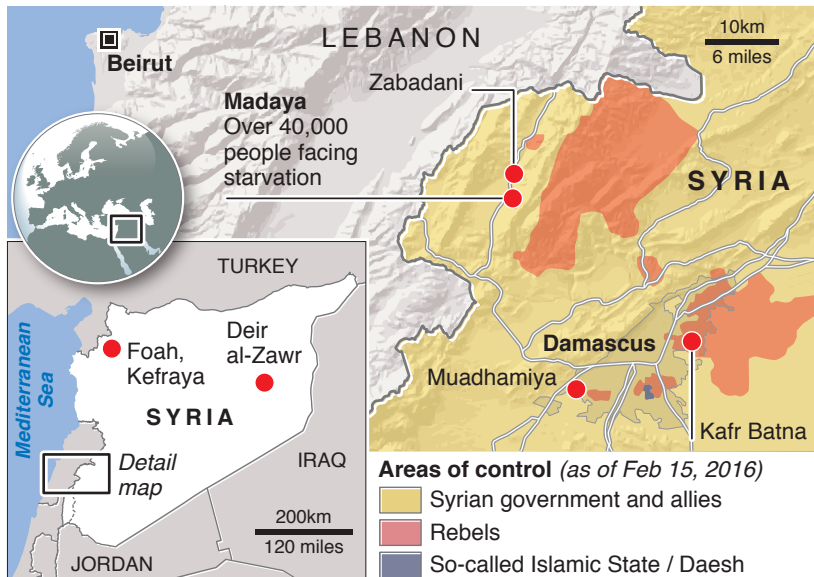 LEBANON
Beirut
Zabadani
10km
6 miles
Madaya
Over 40,000
people facing
starvation
SYRIA
Damascus
Muadhamiya
Kafr Batna
TURKEY
Mediterranean
Sea
Foah,
Kefraya
Deir
al-Zawr
SYRIA
Detail
map
IRAQ
JORDAN
200km
120 miles
Areas of control (as of Feb 15, 2016)
Syrian government and allies
Rebels
So-called Islamic State / Daesh